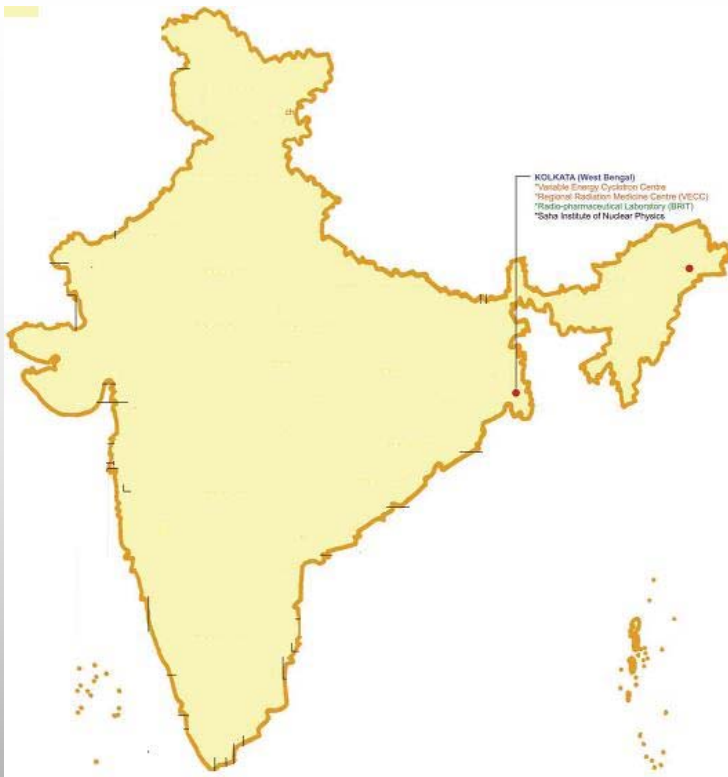 KOLKATA (West Bengal)
*Variable Energy Cyclotron Centre
*Regional Radiation Medicine Centre (VECC)
*Radio-pharmaceutical Laboratory (BRIT)
*Saha Institute of Nuclear Physics